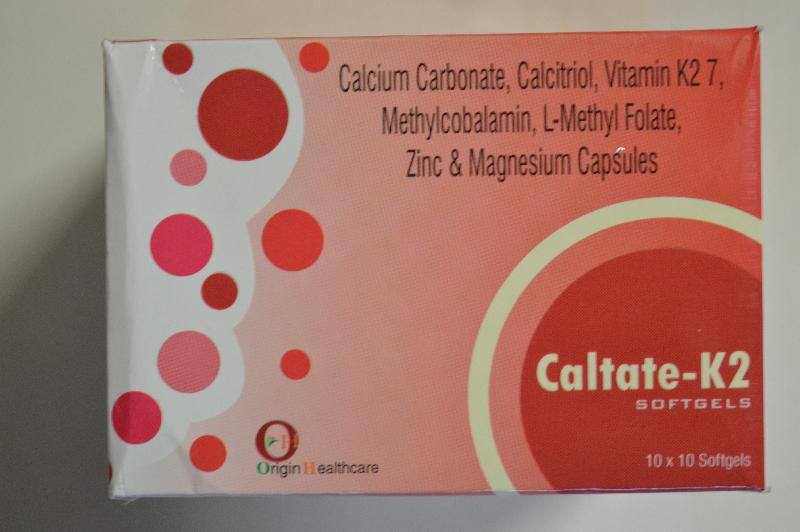 Calcium Carbonate, Calcitriol, Vitamin K2 7,
Methylcobalamin, L-Methyl Folate,
Zinc & Magnesium Capsules
Caltate-K2
SOFTGELS
10 x 10 Softgels
OH
Origin Healthcare